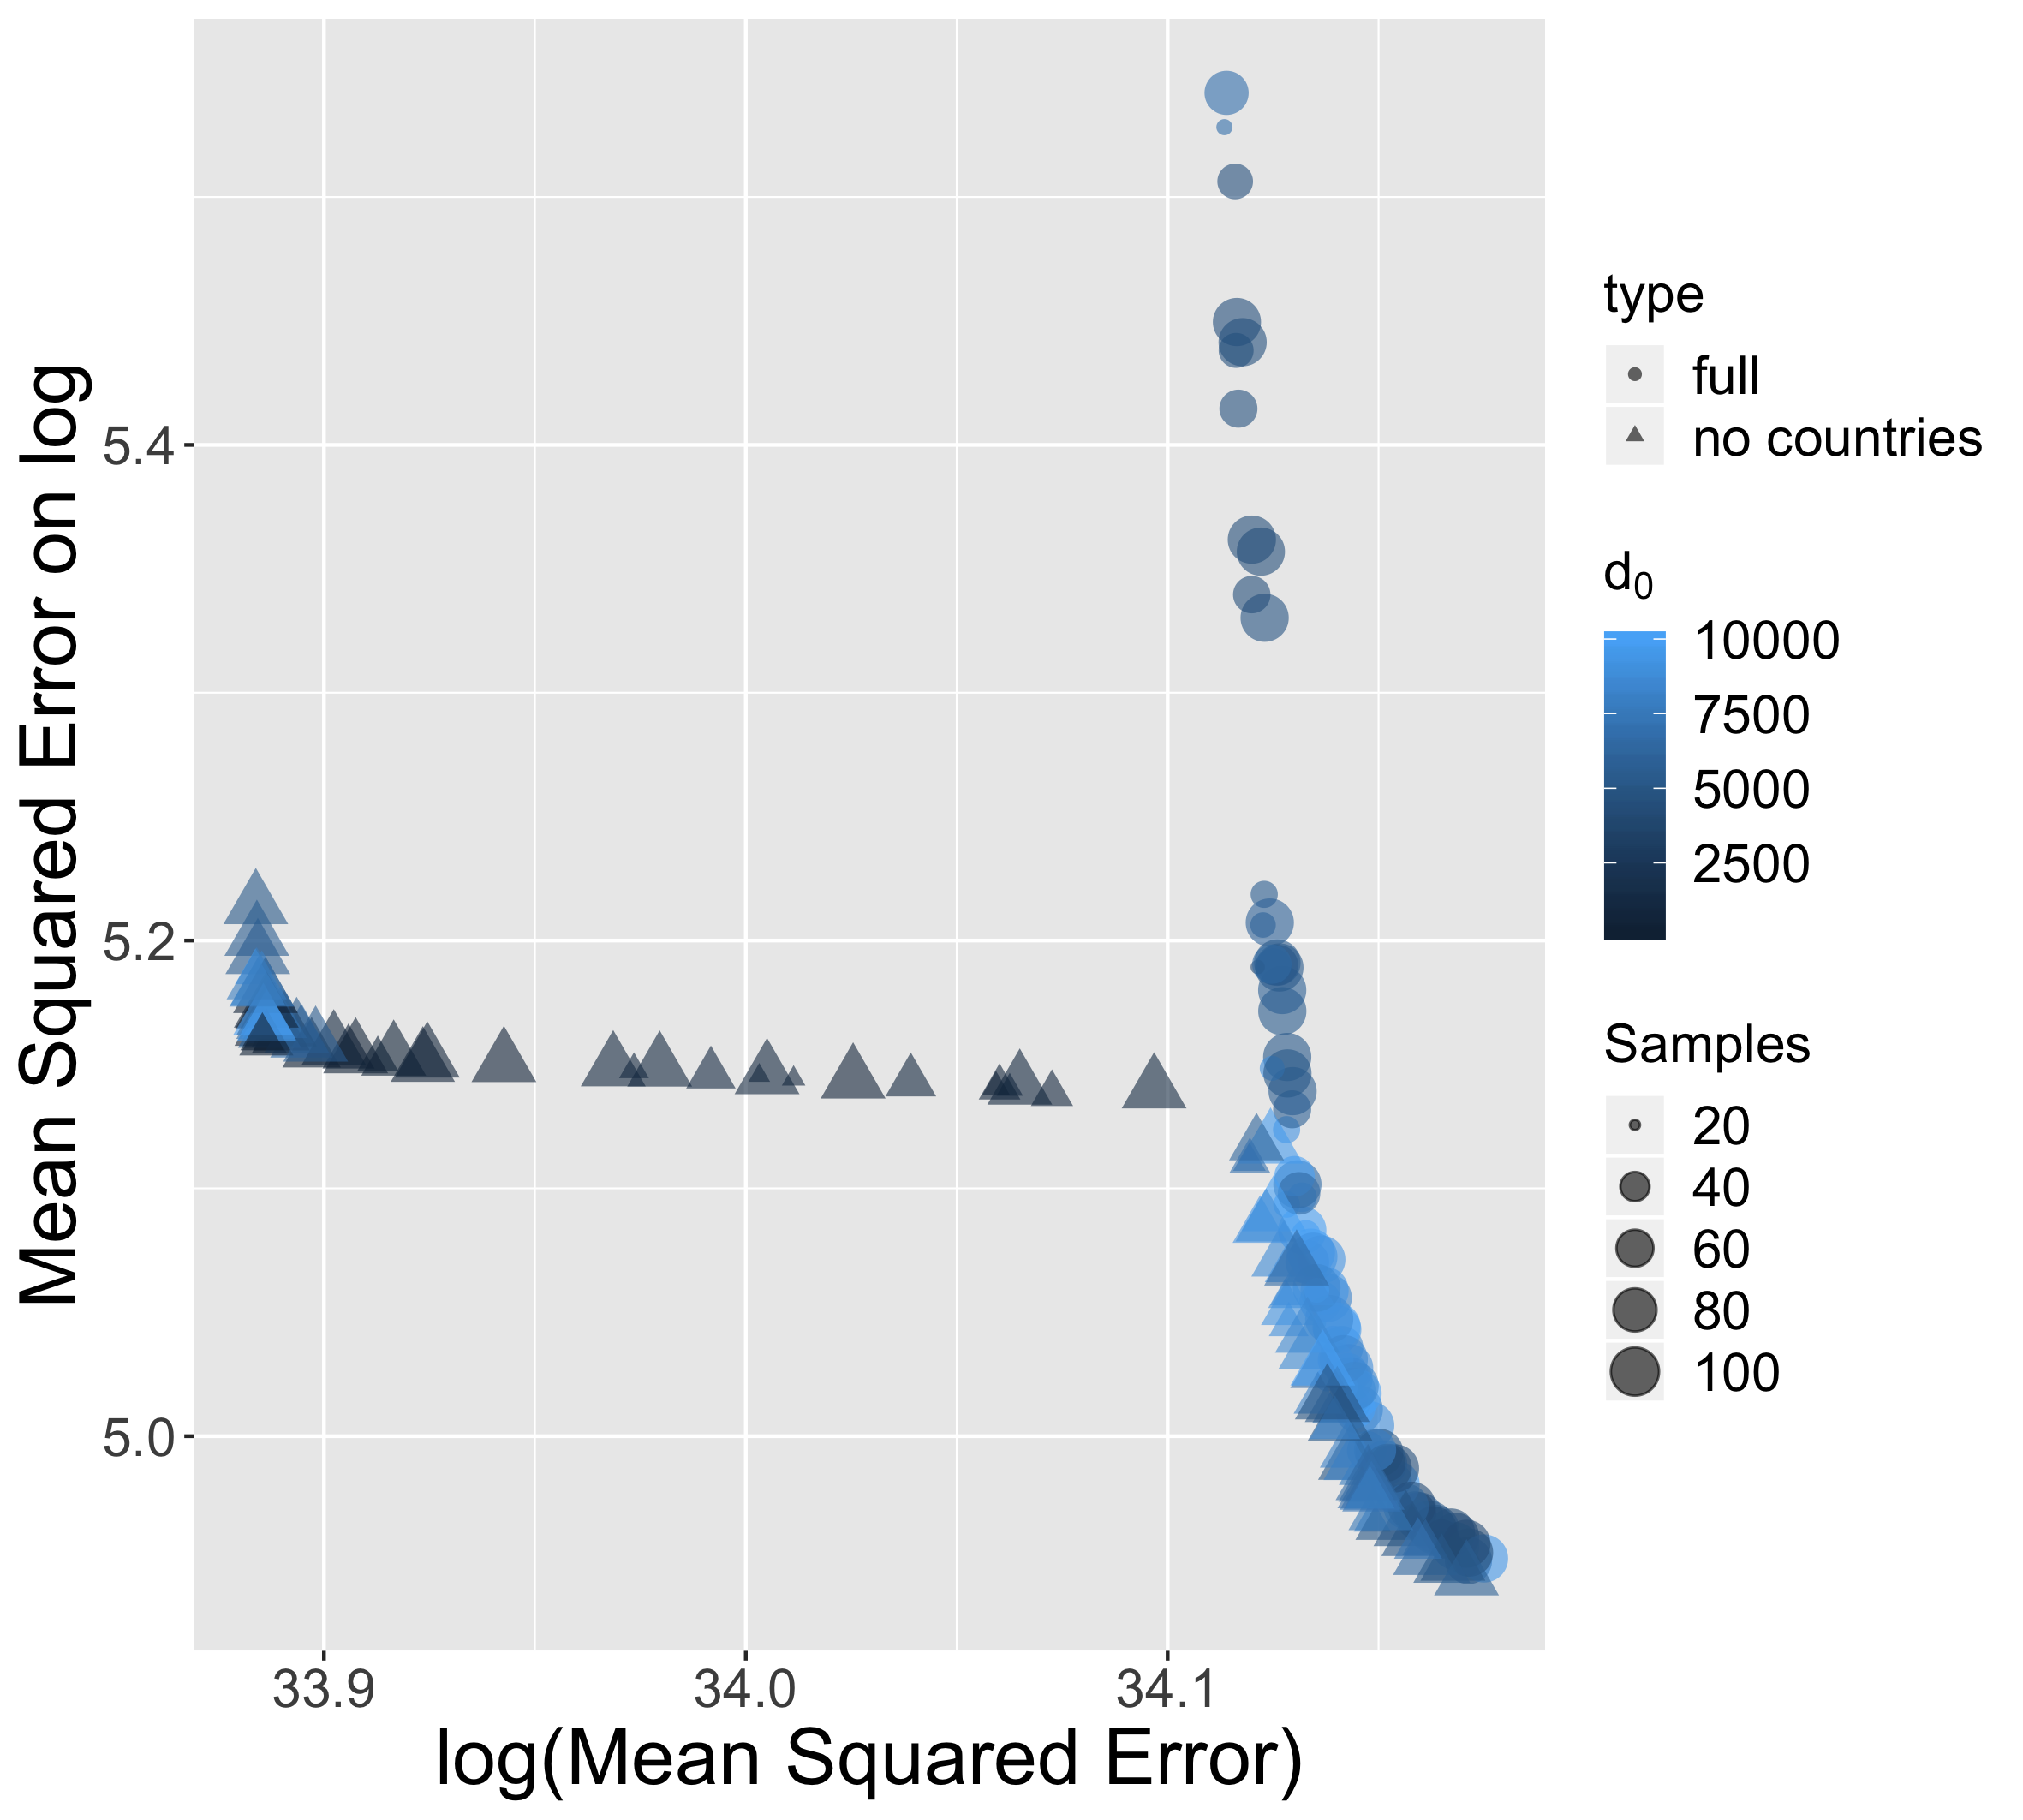 Mean Squared Error on log
5.4
5.2
5.0
33.9
34.0
34.1
log(Mean Squared Error)
type
full
no countries
d₀
10000
7500
5000
2500
Samples
20
40
60
80
100